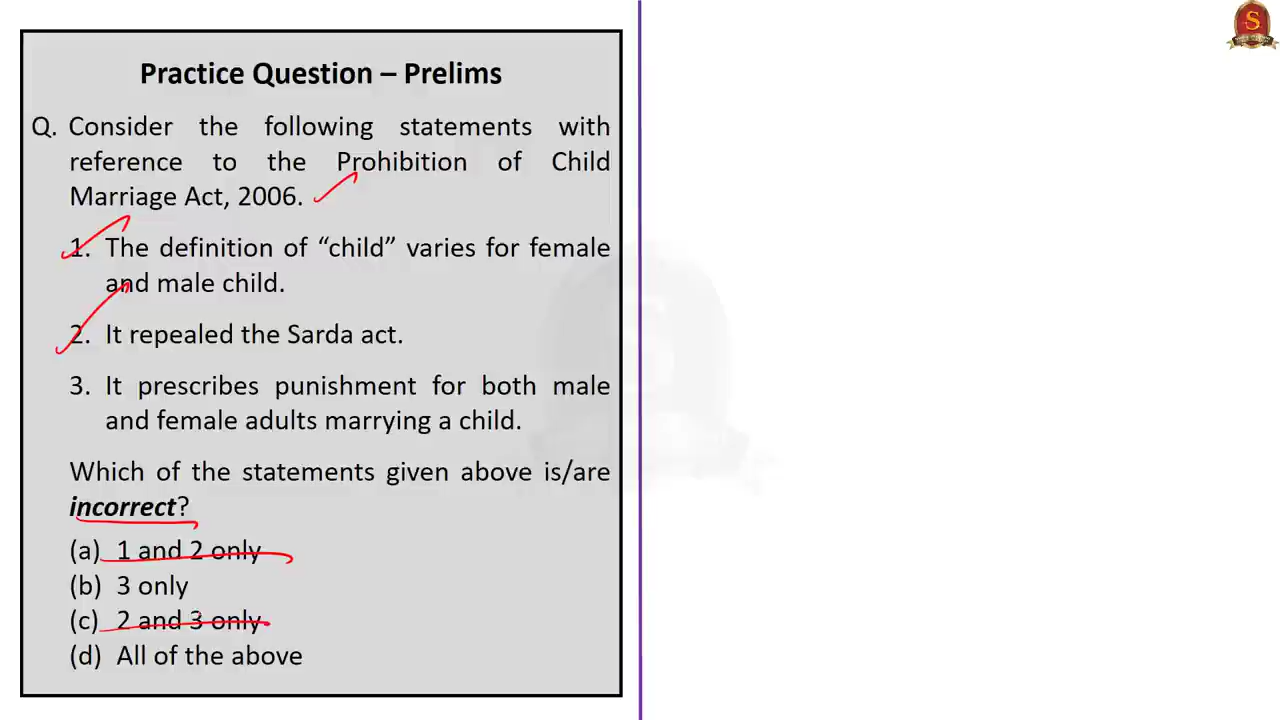 Practice Question – Prelims
Q. Consider the following statements with
reference to the Prohibition of Child
Marriage Act, 2006.
1. The definition of “child” varies for female
and male child.
2. It repealed the Sarda act.
3. It prescribes punishment for both male
and female adults marrying a child.
Which of the statements given above is/are
incorrect?
(a) 1 and 2 only
(b) 3 only
(c) 2 and 3 only
(d) All of the above
S